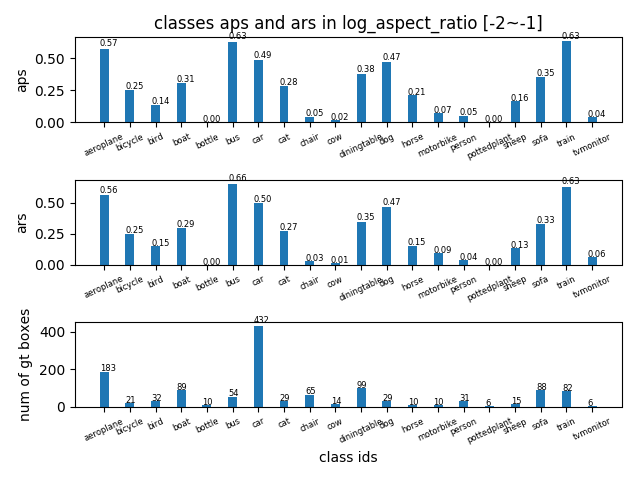 classes aps and ars in log_aspect_ratio [-2~-1]
aps
0.50
0.25
0.00
0.57 0.25 0.14 0.31 0.00 0.63 0.49 0.28 0.05 0.02 0.38 0.47 0.21 0.07 0.05 0.00 0.16 0.35 0.63 0.04
aeroplane bicycle bird boat bottle bus car cat chair cow diningtable dog horse motorbike person pottedplant sheep sofa train tvmonitor
ars
0.50
0.25
0.00
0.56 0.25 0.15 0.29 0.00 0.66 0.50 0.27 0.03 0.01 0.35 0.47 0.15 0.09 0.04 0.00 0.13 0.33 0.63 0.06
aeroplane bicycle bird boat bottle bus car cat chair cow diningtable dog horse motorbike person pottedplant sheep sofa train tvmonitor
num of gt boxes
400
200
0
183 21 32 89 10 54 432 29 65 14 99 29 10 10 31 6 15 88 82 6
aeroplane bicycle bird boat bottle bus car cat chair cow diningtable dog horse motorbike person pottedplant sheep sofa train tvmonitor
class ids